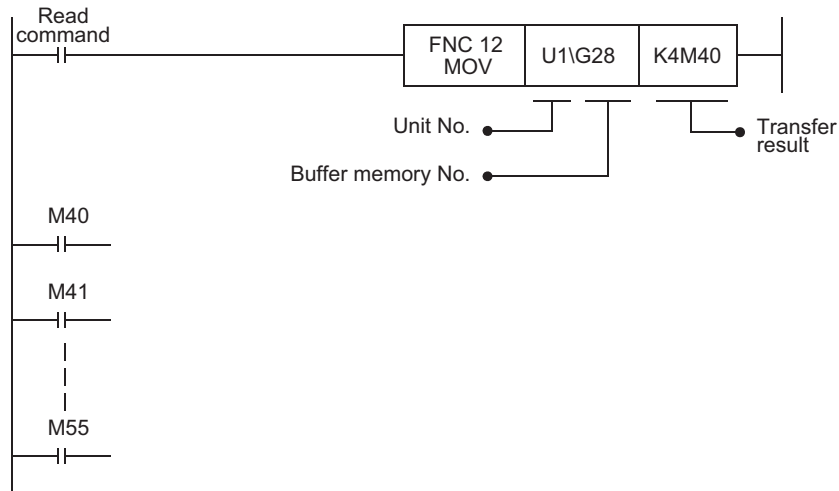 Read
command
FNC 12
MOV
U1\G28
K4M40
Unit No.
Transfer
result
Buffer memory No.
M40
M41
M55